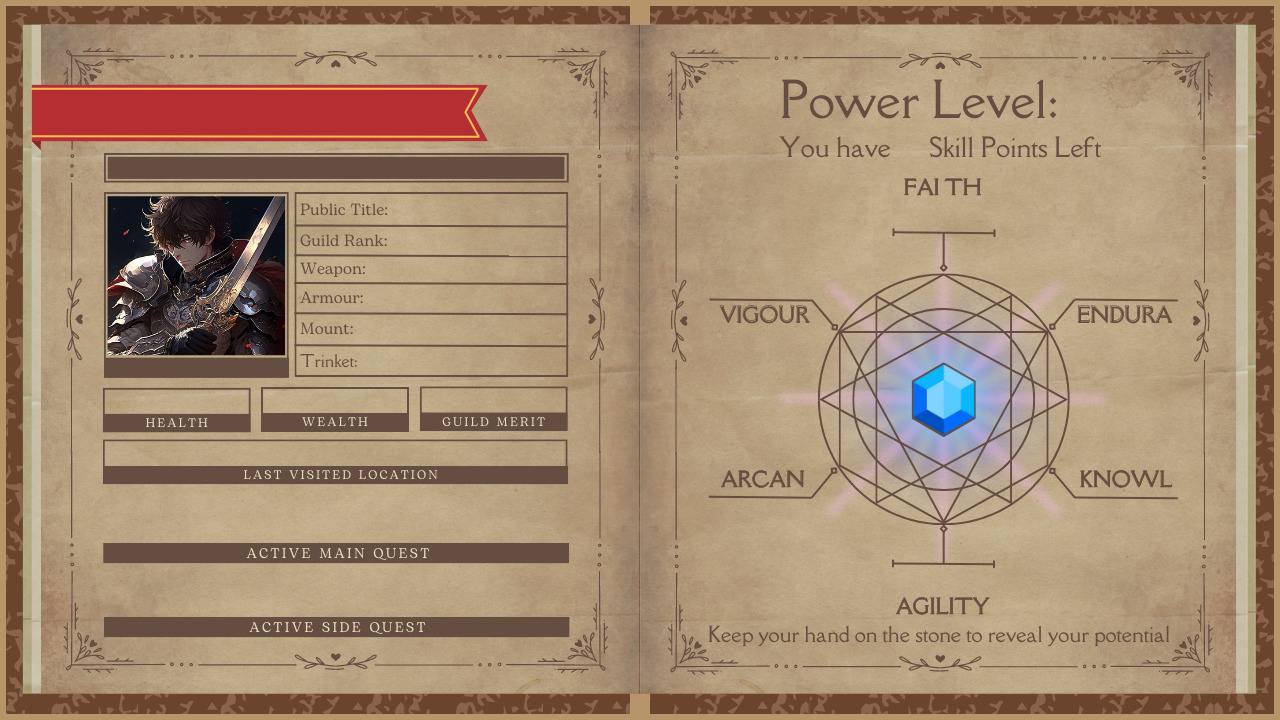 Public Title:
Guild Rank:
Weapon:
Armour:
Mount:
Trinket:
HEALTH
WEALTH
GUILD MERIT
LAST VISITED LOCATION
ACTIVE MAIN QUEST
ACTIVE SIDE QUEST
Power Level:
You have Skill Points Left
FAI TH
VIGOUR
ENDURA
ARCAN
KNOWL
AGILITY
Keep your hand on the stone to reveal your potential